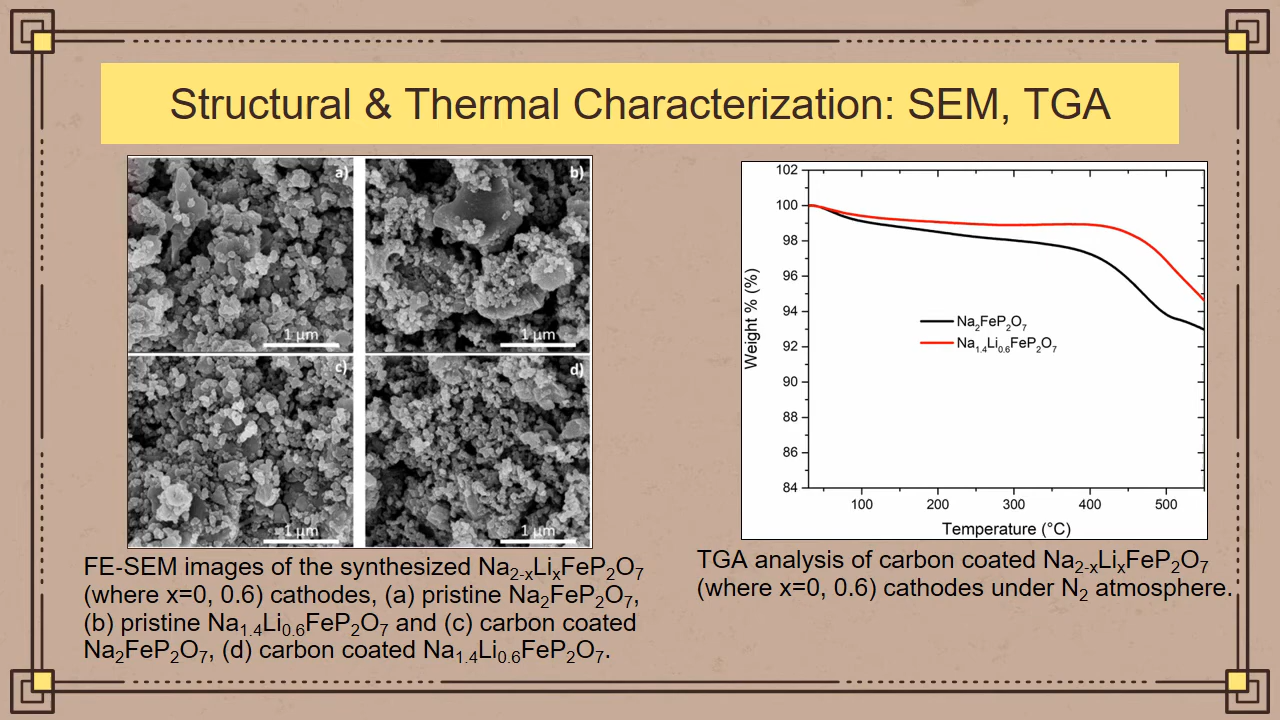 Structural & Thermal Characterization: SEM, TGA
a)
b)
1 µm
1 µm
c)
d)
1 µm
1 µm
FE-SEM images of the synthesized Na₂₋ₓLiₓFeP₂O₇
(where x=0, 0.6) cathodes, (a) pristine Na₂FeP₂O₇,
(b) pristine Na₁.₄Li₀.₆FeP₂O₇ and (c) carbon coated
Na₂FeP₂O₇, (d) carbon coated Na₁.₄Li₀.₆FeP₂O₇.
102
100
98
96
94
92
90
88
86
84
Weight % (%)
Na₂FeP₂O₇
Na₁.₄Li₀.₆FeP₂O₇
100 200 300 400 500
Temperature (°C)
TGA analysis of carbon coated Na₂₋ₓLiₓFeP₂O₇
(where x=0, 0.6) cathodes under N₂ atmosphere.